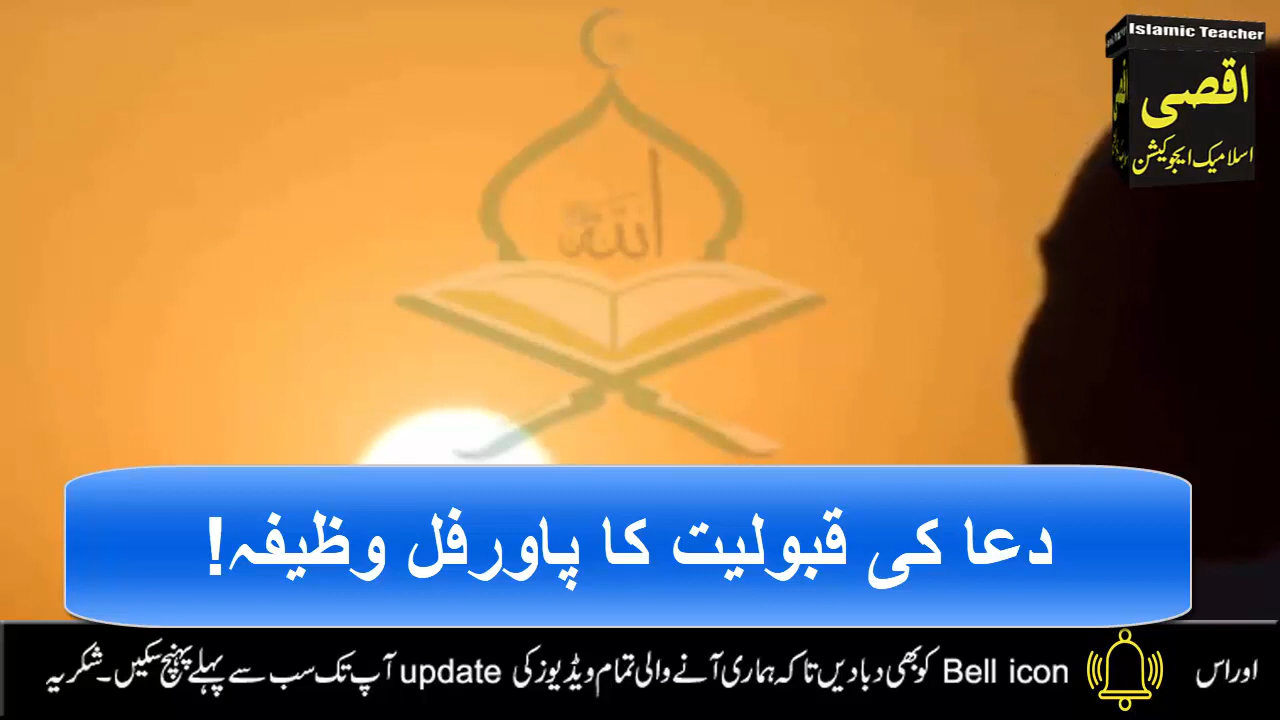 Islamic Teacher
اقصی
اسلامیک ایجوکیشن
الله
دعا کی قبولیت کا پاورفل وظیفہ!
اور اس Bell icon کو بھی دبا دیں تا کہ ہماری آنے والی تمام ویڈیوز کی update آپ تک سب سے پہلے پہنچ سکیں۔ شکریہ